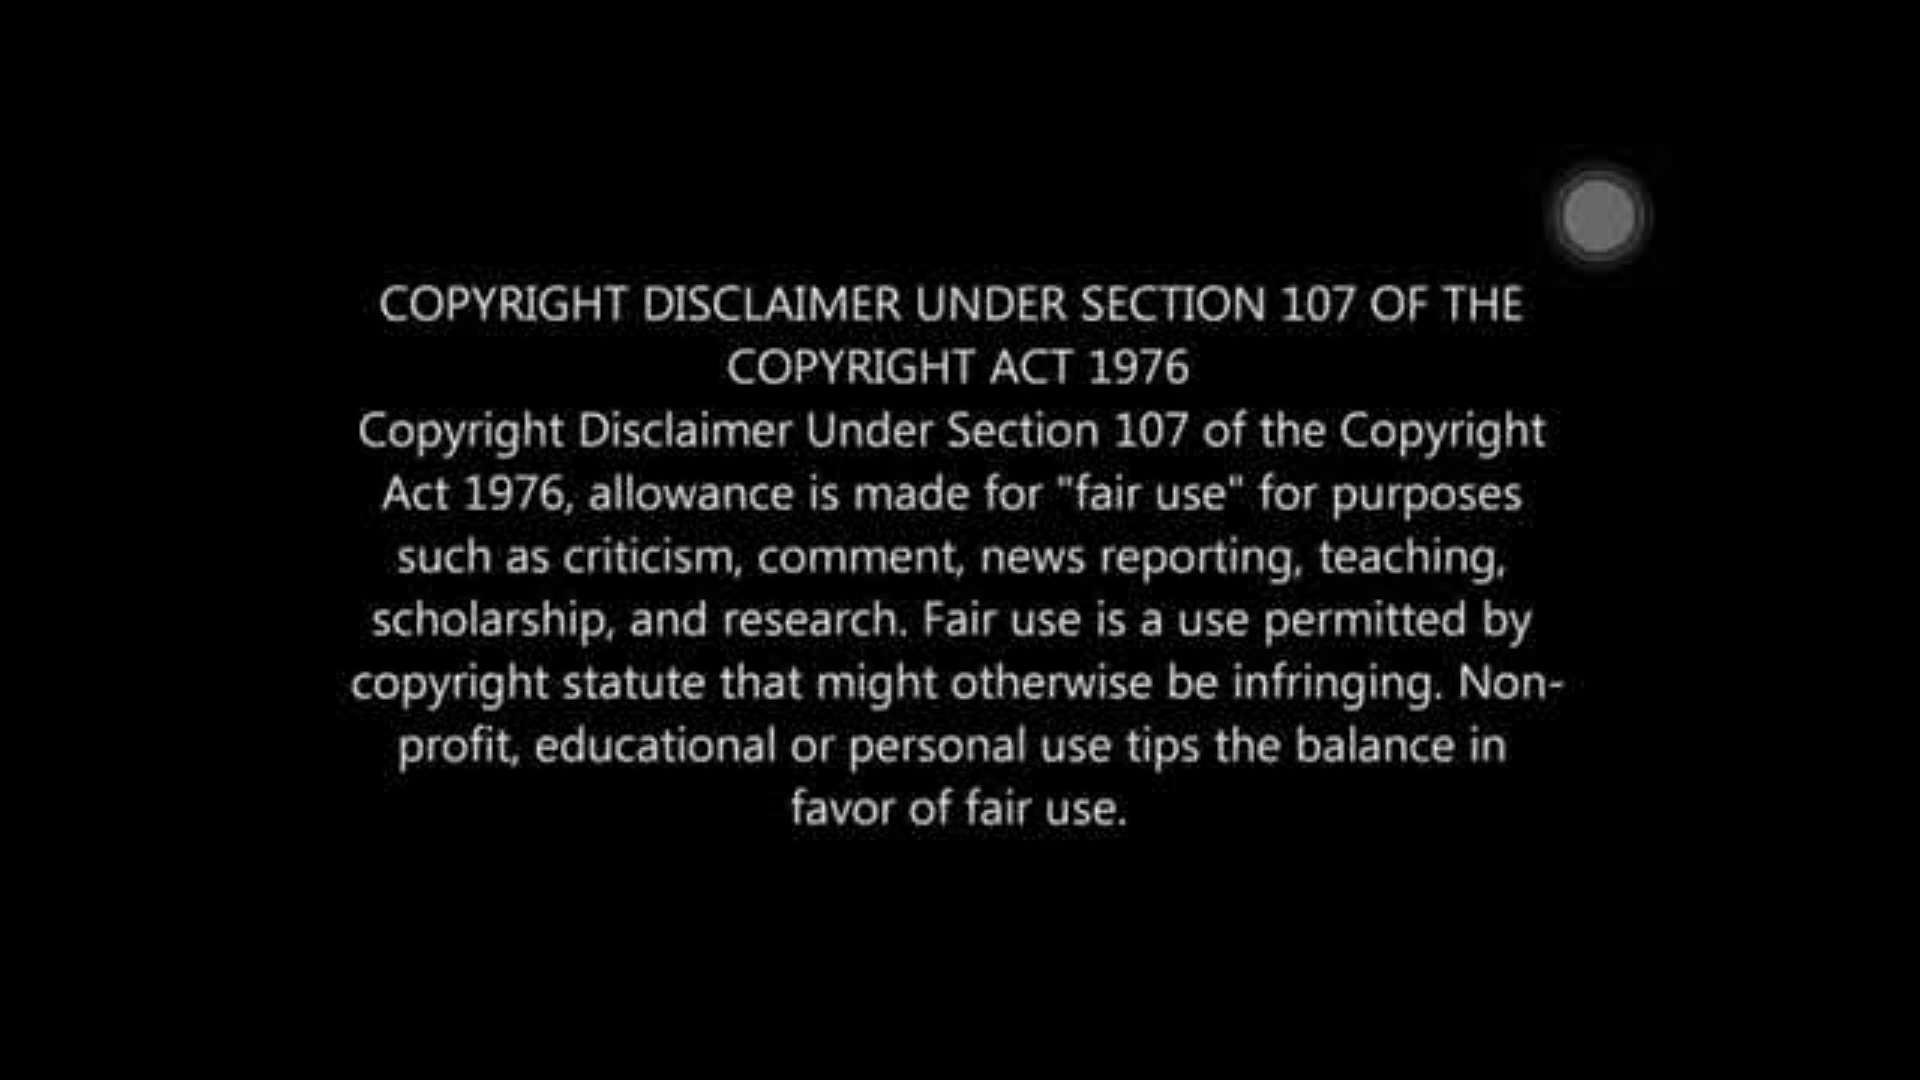 COPYRIGHT DISCLAIMER UNDER SECTION 107 OF THE
COPYRIGHT ACT 1976
Copyright Disclaimer Under Section 107 of the Copyright
Act 1976, allowance is made for "fair use" for purposes
such as criticism, comment, news reporting, teaching,
scholarship, and research. Fair use is a use permitted by
copyright statute that might otherwise be infringing. Non-
profit, educational or personal use tips the balance in
favor of fair use.